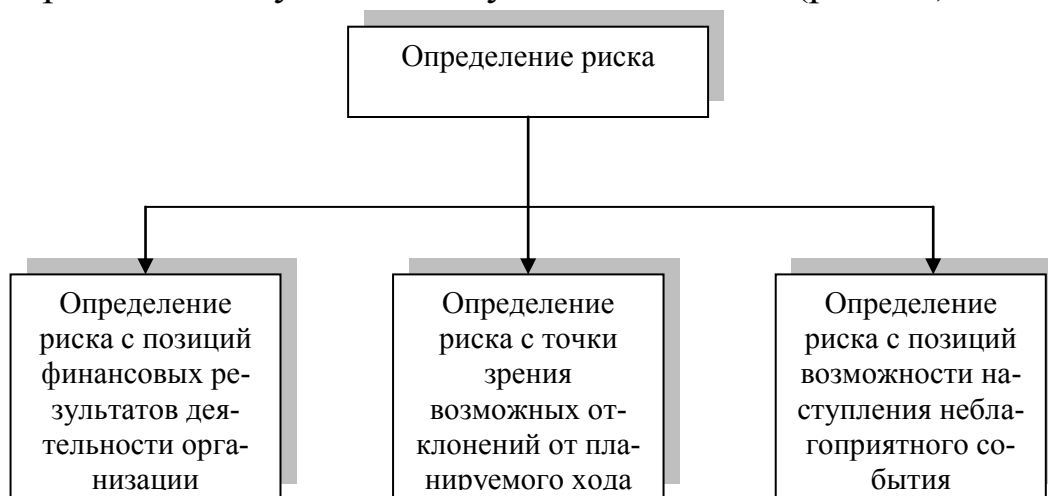 Определение риска
Определение
риска с позиций
финансовых ре-
зультатов дея-
тельности орга-
низации
Определение
риска с точки
зрения
возможных от-
клонений от пла-
нируемого хода
Определение
риска с позиций
возможности на-
ступления небла-
гоприятного со-
бытия